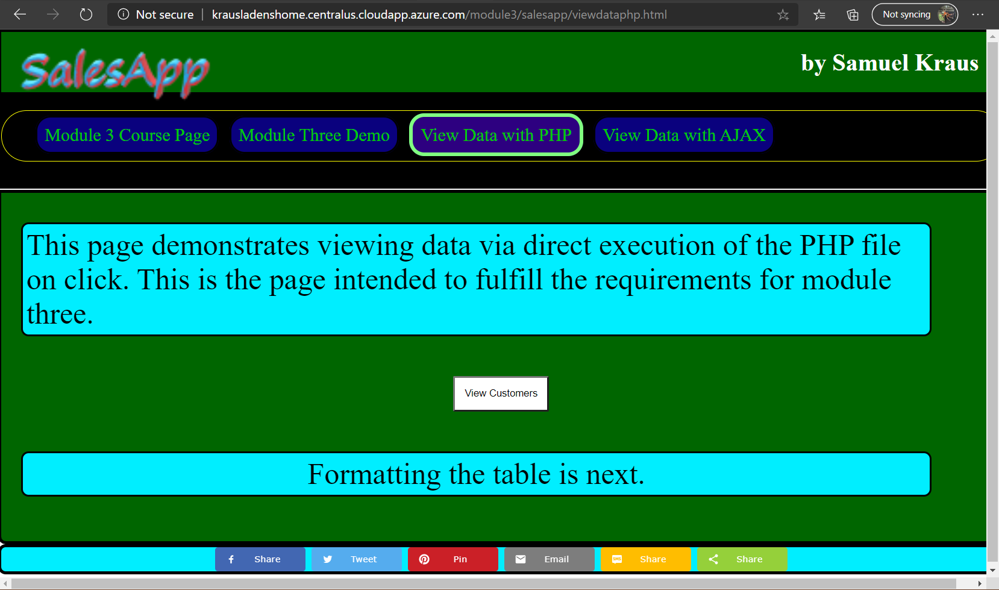 Not secure | krausladenshome.centralus.cloudapp.azure.com/module3/salesapp/viewdataphp.html
Not syncing
SalesApp
by Samuel Kraus
Module 3 Course Page
Module Three Demo
View Data with PHP
View Data with AJAX
This page demonstrates viewing data via direct execution of the PHP file
on click. This is the page intended to fulfill the requirements for module
three.
View Customers
Formatting the table is next.
Share
Tweet
Pin
Email
SMS
Share
Share